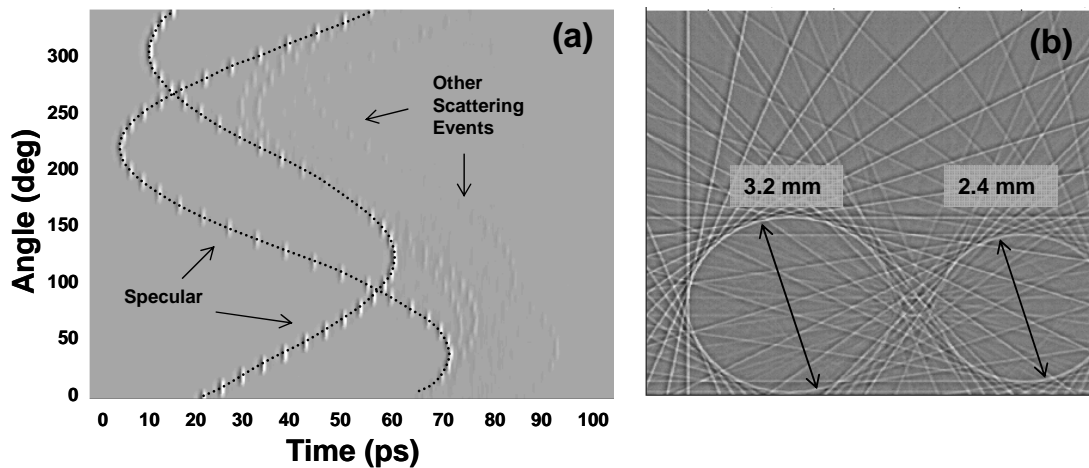 (a)
Other
Scattering
Events
Specular
Angle (deg)
300
250
200
150
100
50
0
0 10 20 30 40 50 60 70 80 90 100
Time (ps)
(b)
3.2 mm
2.4 mm